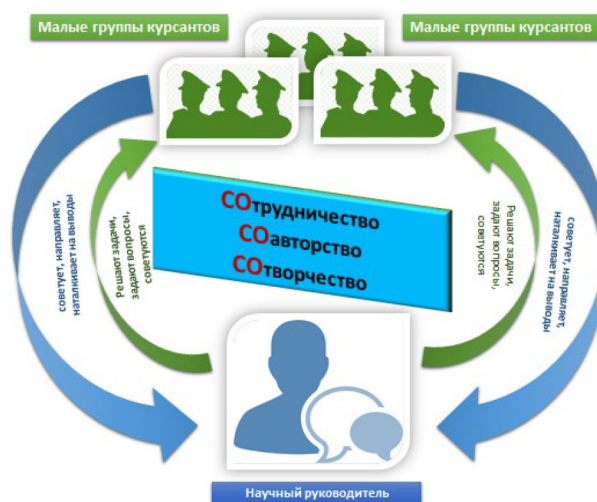 Малые группы курсантов
Малые группы курсантов
советует, направляет,
наталкивает на выводы
Решают задачи,
задают вопросы,
советуются
СОтрудничество
СОавторство
СОтворчество
Решают задачи,
задают вопросы,
советуются
советует, направляет,
наталкивает на выводы
Научный руководитель